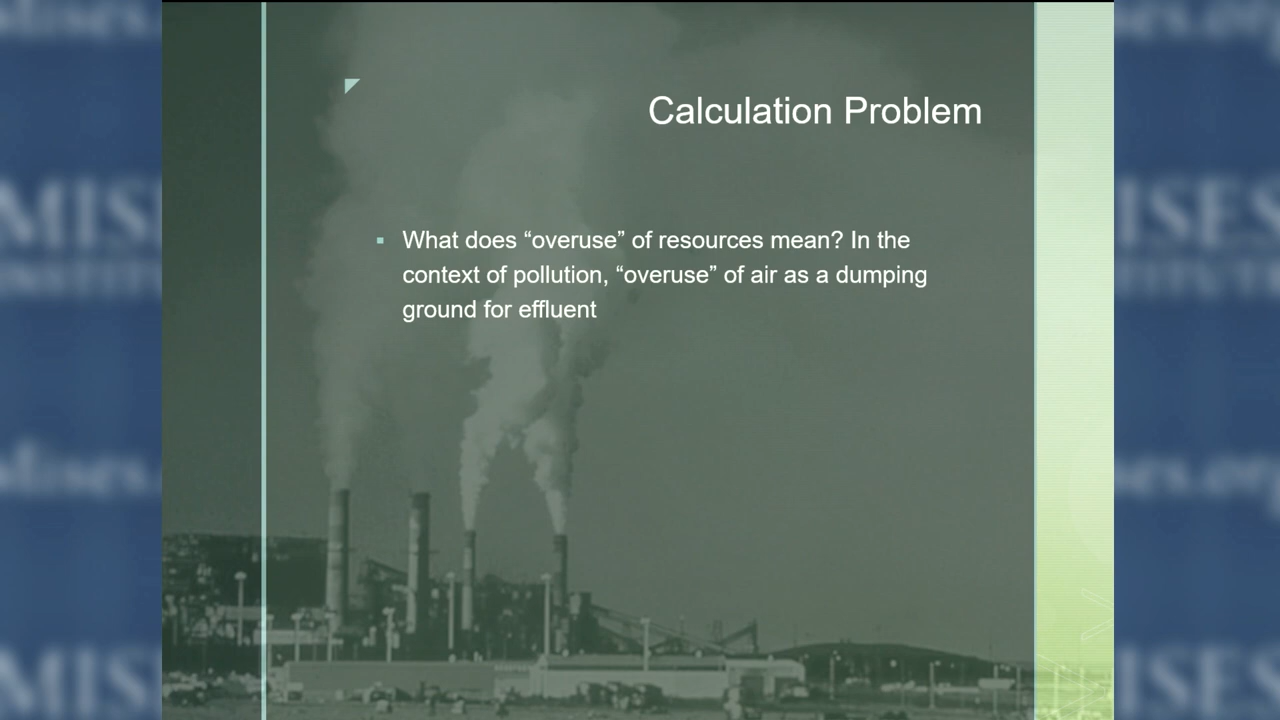 Calculation Problem
What does “overuse” of resources mean? In the
context of pollution, “overuse” of air as a dumping
ground for effluent